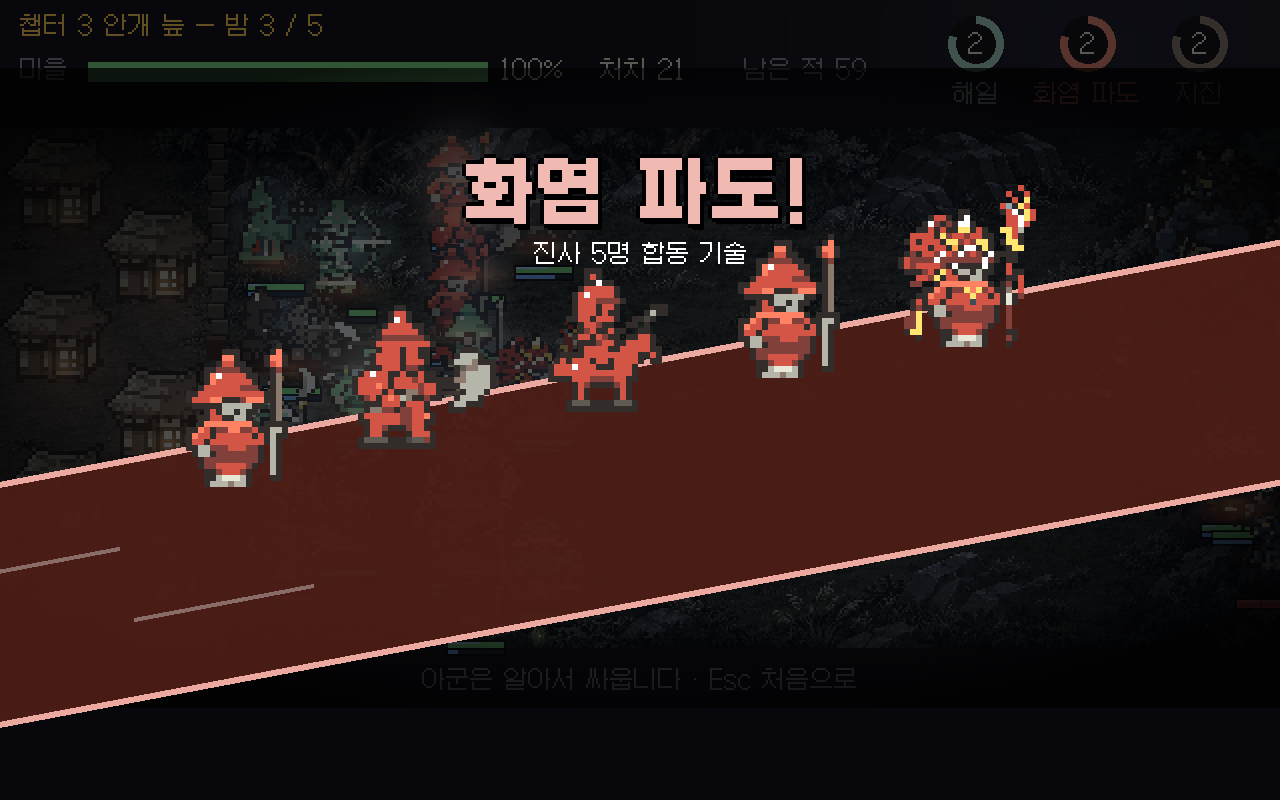 챕터 3 안개 늪 — 밤 3 / 5
마을 100% 처치 21 남은 적 59
2 2 2
해일 화염 파도 지진
화염 파도!
진사 5명 합동 기술
아군은 알아서 싸웁니다 · Esc 처음으로